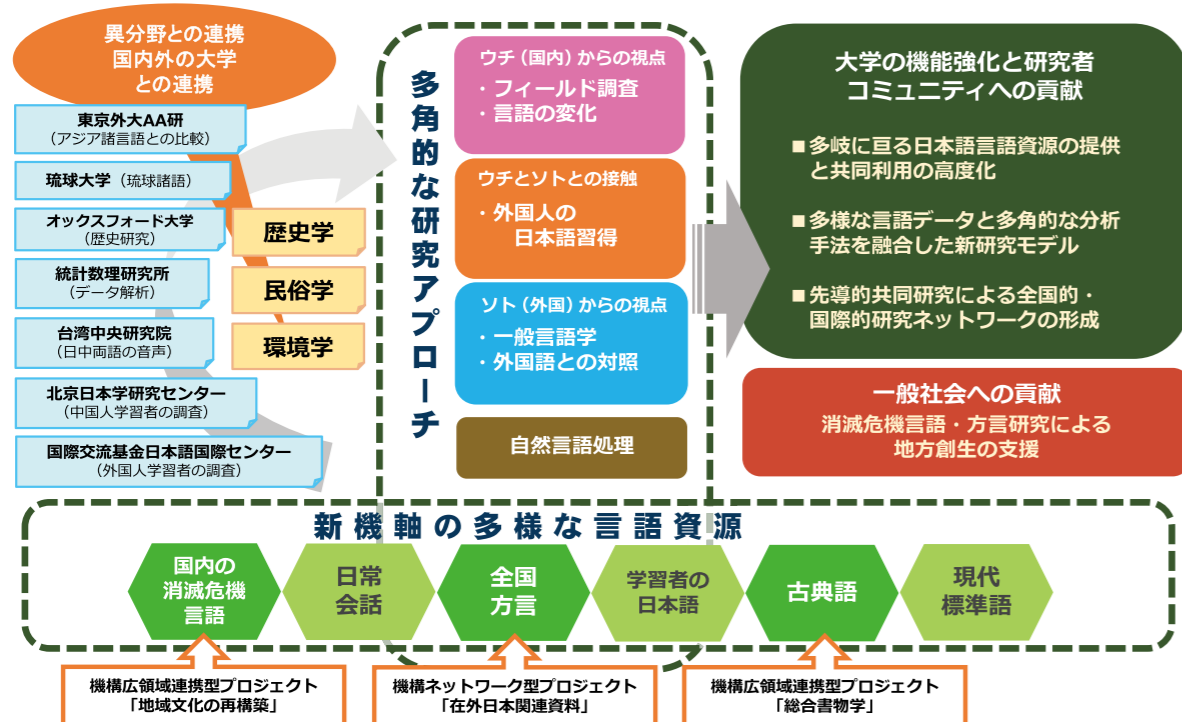 異分野との連携
国内外の大学
との連携
東京外大AA研
（アジア諸言語との比較）
琉球大学（琉球諸語）
オックスフォード大学
（歴史研究）
統計数理研究所
（データ解析）
台湾中央研究院
（日中両語の音声）
北京日本学研究センター
（中国人学習者の調査）
国際交流基金日本語国際センター
（外国人学習者の調査）
歴史学
民俗学
環境学
多角的な研究アプローチ
ウチ（国内）からの視点
・フィールド調査
・言語の変化
ウチとソトとの接触
・外国人の
日本語習得
ソト（外国）からの視点
・一般言語学
・外国語との対照
自然言語処理
大学の機能強化と研究者
コミュニティへの貢献
■多岐に亘る日本語言語資源の提供
と共同利用の高度化
■多様な言語データと多角的な分析
手法を融合した新研究モデル
■先導的共同研究による全国的・
国際的研究ネットワークの形成
一般社会への貢献
消滅危機言語・方言研究による
地方創生の支援
新機軸の多様な言語資源
国内の
消滅危機
言語
日常
会話
全国
方言
学習者の
日本語
古典語
現代
標準語
機構広領域連携型プロジェクト
「地域文化の再構築」
機構ネットワーク型プロジェクト
「在外日本関連資料」
機構広領域連携型プロジェクト
「総合書物学」